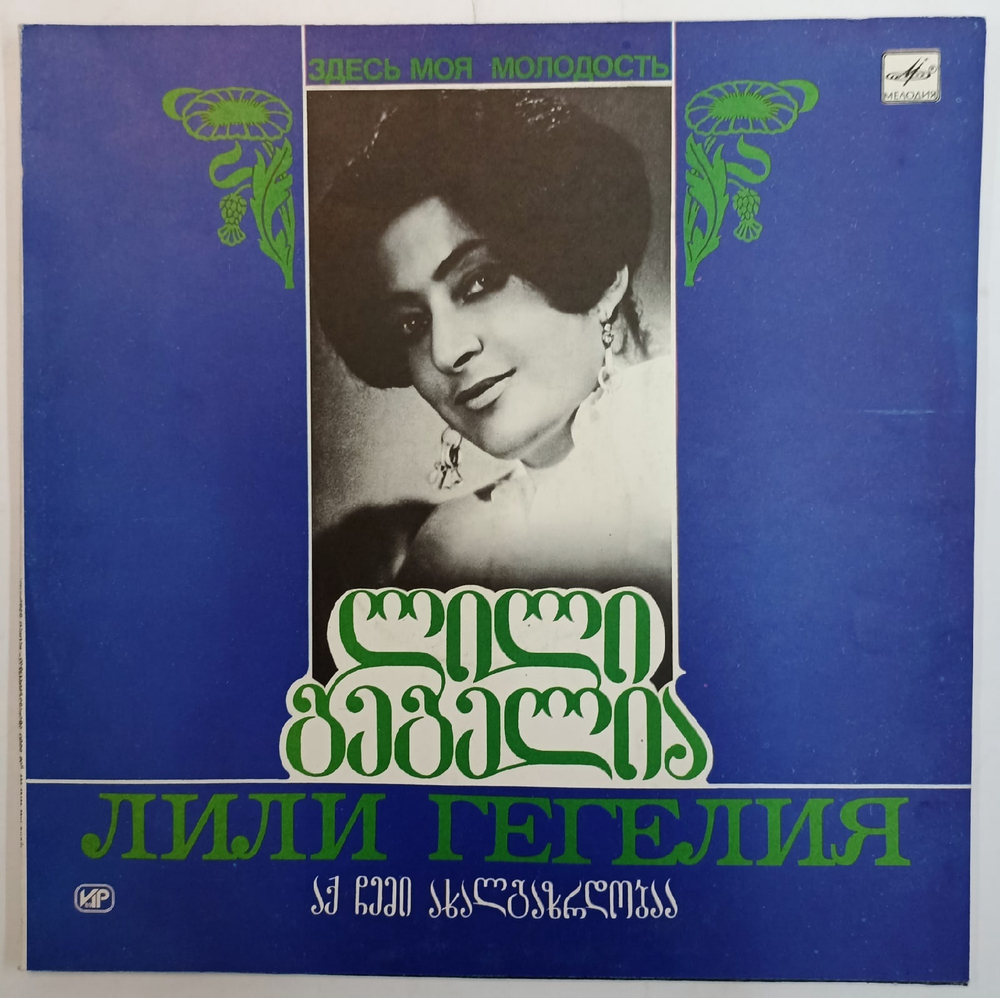 ЗДЕСЬ МОЯ МОЛОДОСТЬ
МЕЛОДИЯ
ლილი
გეგელია
ЛИЛИ ГЕГЕЛИЯ
აქ ჩემი ახალგაზრდობაა